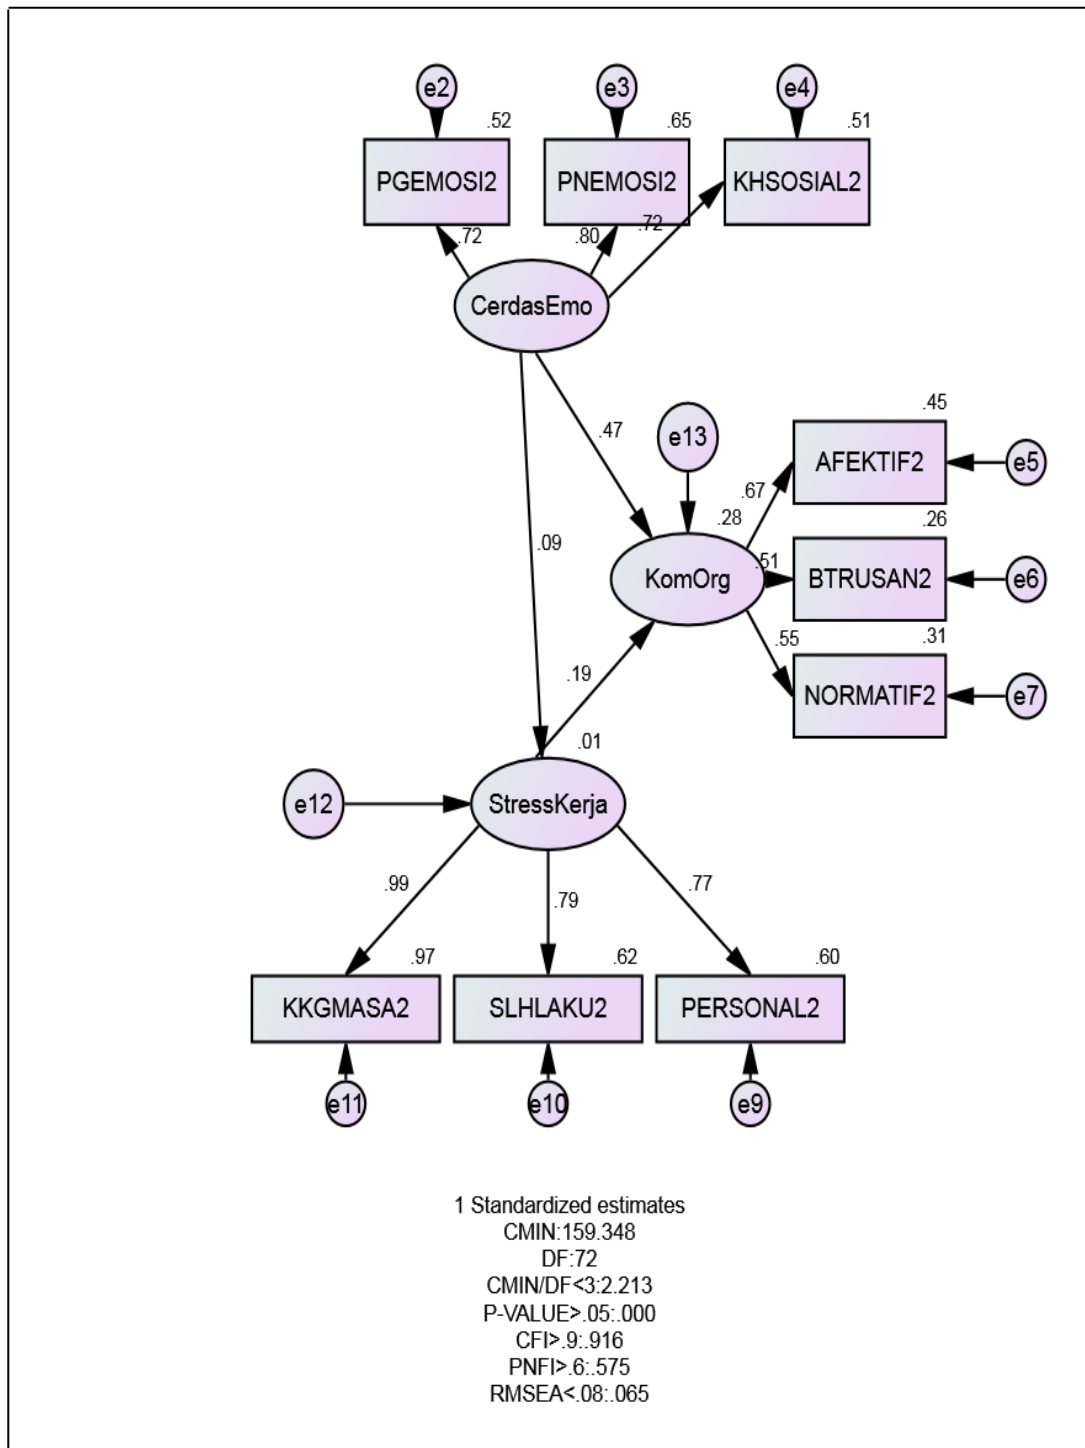 e2
e3
e4
.52
.65
.51
PGEMOSI2
PNEMOSI2
KHSOSIAL2
.72
.80
.72
CerdasEmo
.47
e13
.45
AFEKTIF2
e5
.67
.28
.09
.26
.51
KomOrg
BTRUSAN2
e6
.55
.31
.19
NORMATIF2
e7
.01
e12
StressKerja
.99
.79
.77
.97
.62
.60
KKGMASA2
SLHLAKU2
PERSONAL2
e11
e10
e9
1 Standardized estimates
CMIN:159.348
DF:72
CMIN/DF<3:2.213
P-VALUE>.05:.000
CFI>.9:.916
PNFI>.6:.575
RMSEA<.08:.065